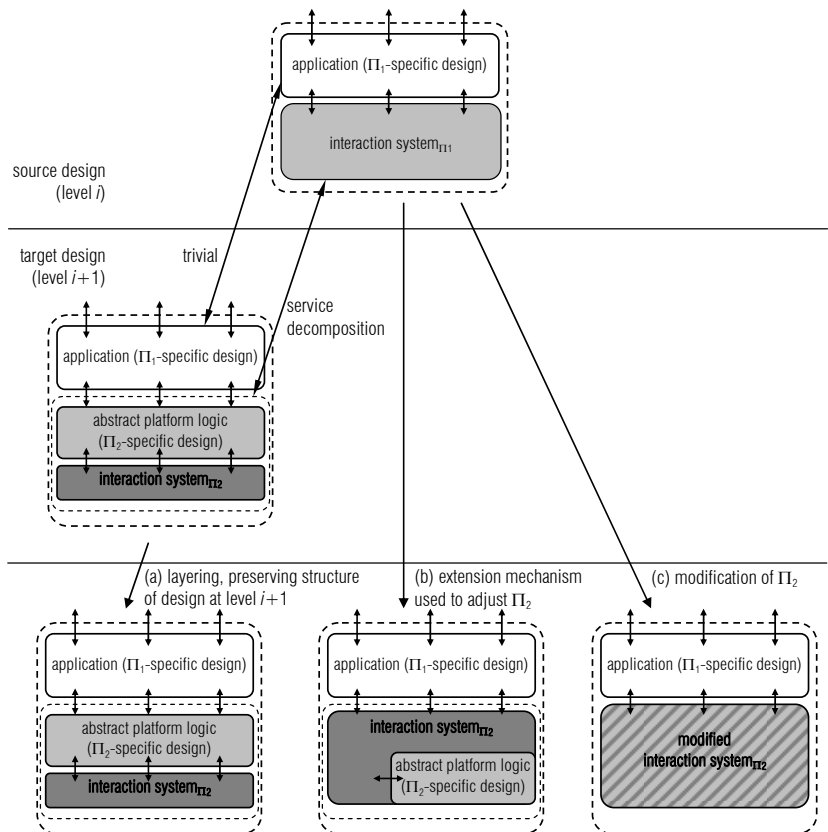 application (Π1-specific design)
interaction systemΠ1
source design
(level i)
target design
(level i+1)
trivial
service
decomposition
application (Π1-specific design)
abstract platform logic
(Π2-specific design)
interaction systemΠ2
(a) layering, preserving structure
of design at level i+1
(b) extension mechanism
used to adjust Π2
(c) modification of Π2
application (Π1-specific design)
abstract platform logic
(Π2-specific design)
interaction systemΠ2
application (Π1-specific design)
interaction systemΠ2
abstract platform logic
(Π2-specific design)
application (Π1-specific design)
modified
interaction systemΠ2